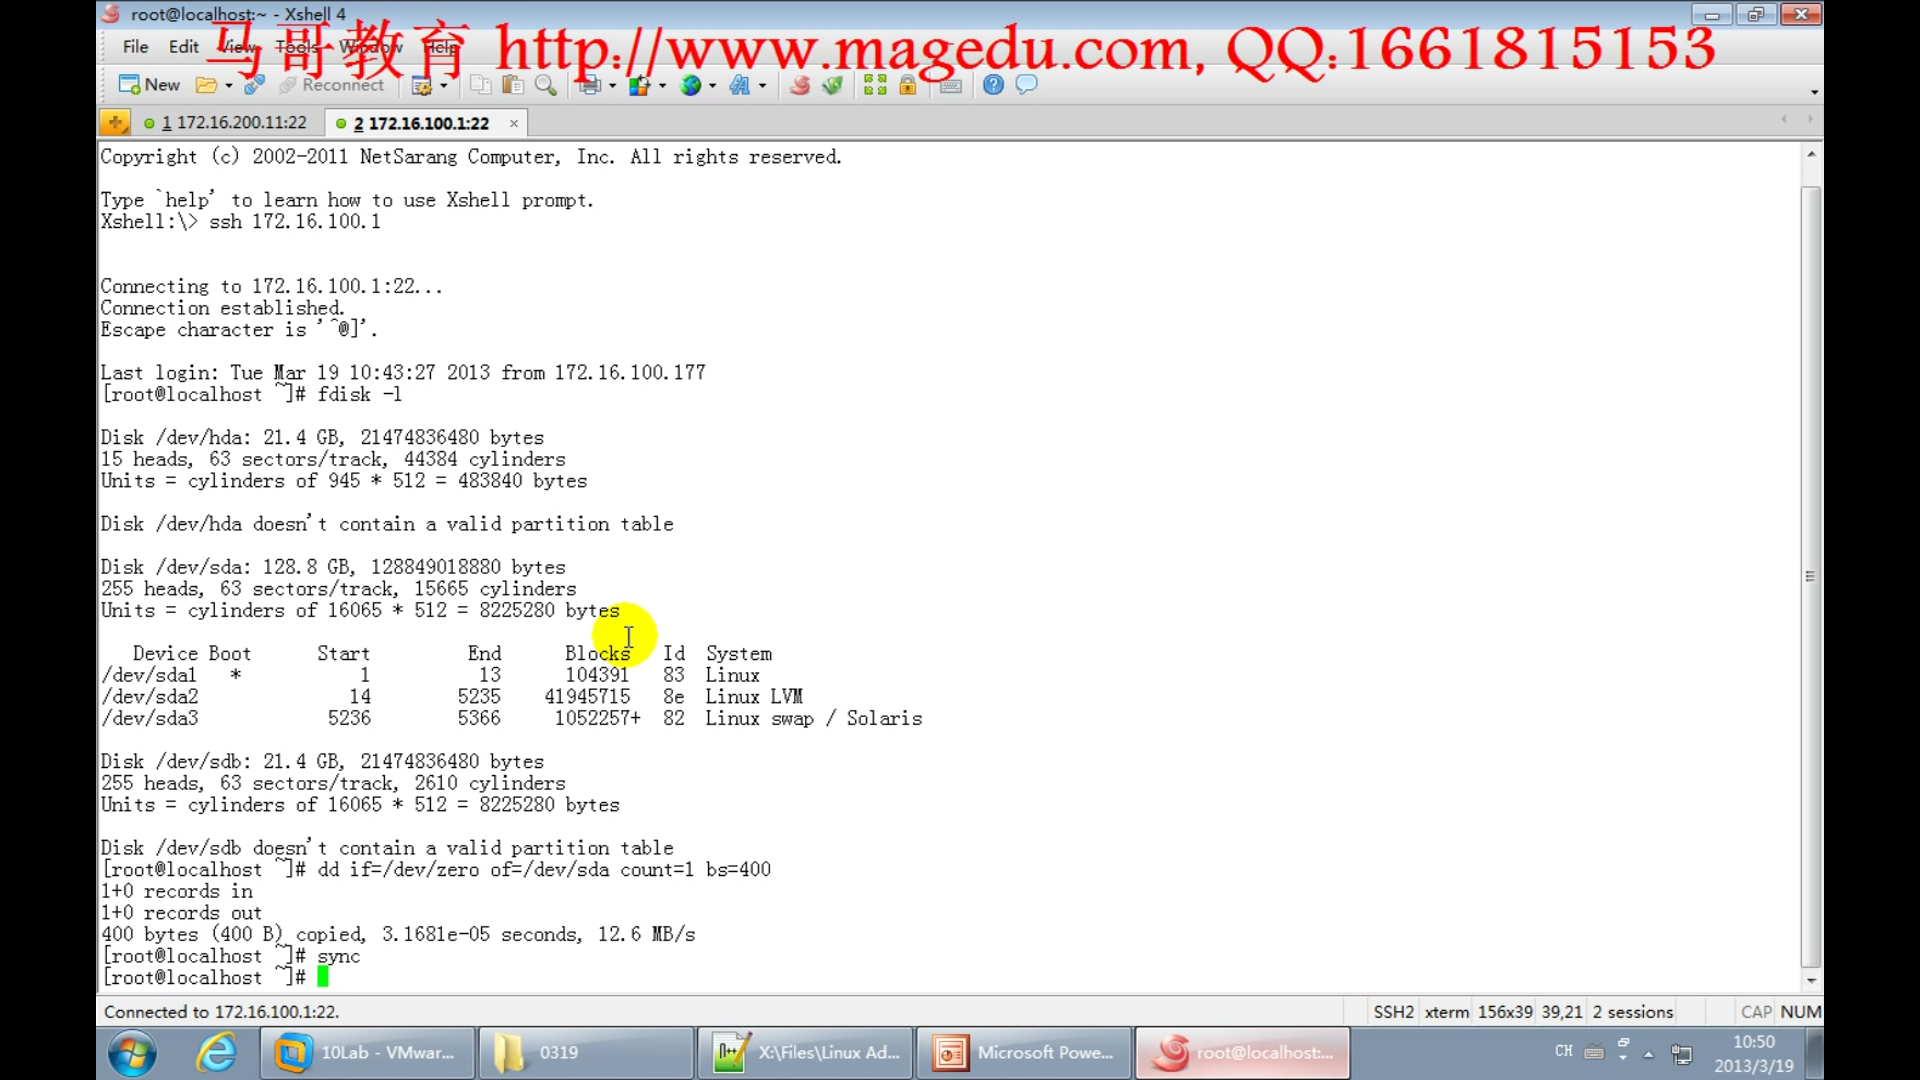 root@localhost:~ - Xshell 4
马哥教育 http://www.magedu.com, QQ:1661815153
File Edit View Tools Window Help
New Reconnect
1 172.16.200.11:22 2 172.16.100.1:22
Copyright (c) 2002-2011 NetSarang Computer, Inc. All rights reserved.
Type `help' to learn how to use Xshell prompt.
Xshell:\> ssh 172.16.100.1
Connecting to 172.16.100.1:22...
Connection established.
Escape character is '^@]'.
Last login: Tue Mar 19 10:43:27 2013 from 172.16.100.177
[root@localhost ~]# fdisk -l
Disk /dev/hda: 21.4 GB, 21474836480 bytes
15 heads, 63 sectors/track, 44384 cylinders
Units = cylinders of 945 * 512 = 483840 bytes
Disk /dev/hda doesn't contain a valid partition table
Disk /dev/sda: 128.8 GB, 128849018880 bytes
255 heads, 63 sectors/track, 15665 cylinders
Units = cylinders of 16065 * 512 = 8225280 bytes
Device Boot Start End Blocks Id System
/dev/sda1 * 1 13 104391 83 Linux
/dev/sda2 14 5235 41945715 8e Linux LVM
/dev/sda3 5236 5366 1052257+ 82 Linux swap / Solaris
Disk /dev/sdb: 21.4 GB, 21474836480 bytes
255 heads, 63 sectors/track, 2610 cylinders
Units = cylinders of 16065 * 512 = 8225280 bytes
Disk /dev/sdb doesn't contain a valid partition table
[root@localhost ~]# dd if=/dev/zero of=/dev/sda count=1 bs=400
1+0 records in
1+0 records out
400 bytes (400 B) copied, 3.1681e-05 seconds, 12.6 MB/s
[root@localhost ~]# sync
[root@localhost ~]#
Connected to 172.16.100.1:22. SSH2 xterm 156x39 39,21 2 sessions CAP NUM
10Lab - VMwar... 0319 X:\Files\Linux Ad... Microsoft Powe... root@localhost:... CH 10:50
2013/3/19